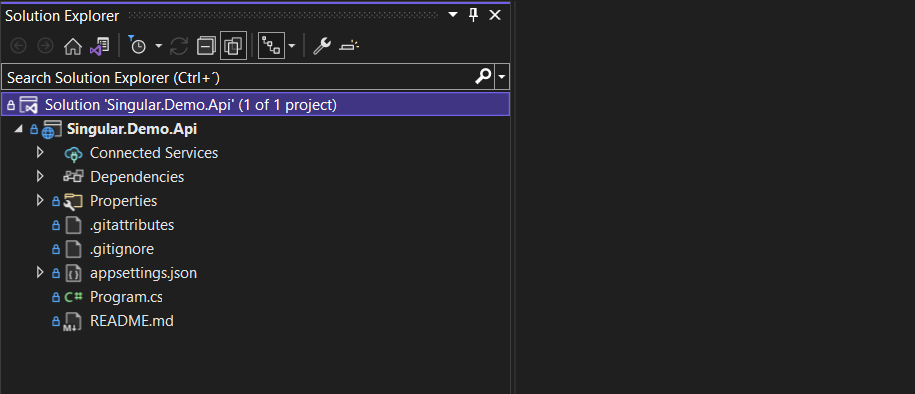 Solution Explorer
Search Solution Explorer (Ctrl+´)
Solution 'Singular.Demo.Api' (1 of 1 project)
Singular.Demo.Api
Connected Services
Dependencies
Properties
.gitattributes
.gitignore
appsettings.json
C# Program.cs
M↓ README.md